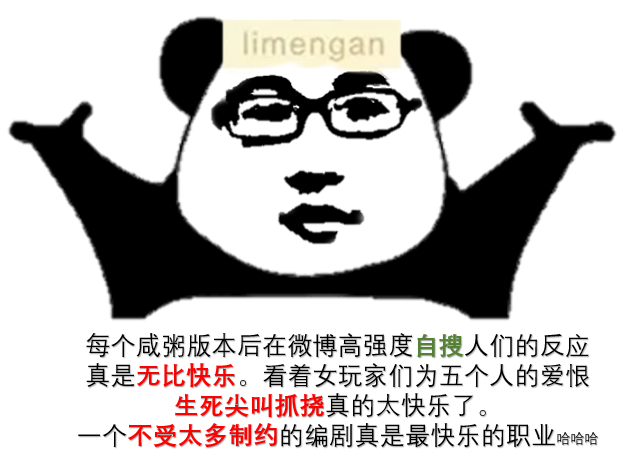 limengan
每个咸粥版本后在微博高强度自搜人们的反应
真是无比快乐。看着女玩家们为五个人的爱恨
生死尖叫抓挠真的太快乐了。
一个不受太多制约的编剧真是最快乐的职业哈哈哈